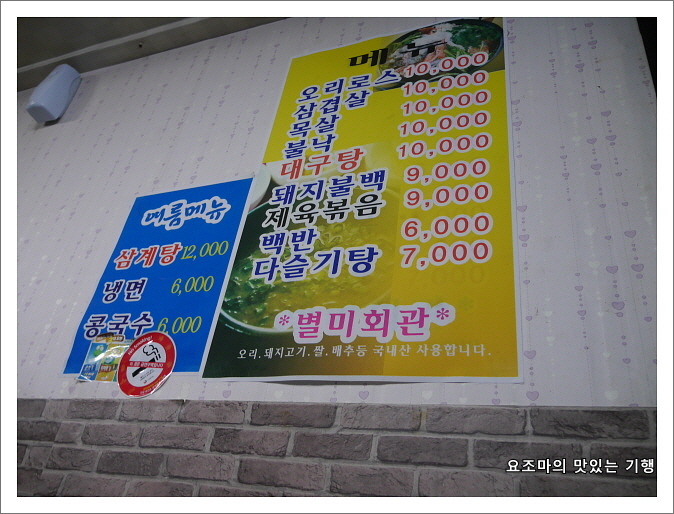 메뉴
오리로스 10,000
삼겹살 10,000
목살 10,000
불낙 10,000
대구탕 10,000
돼지불백 9,000
제육볶음 9,000
백반 6,000
다슬기탕 7,000
*별미회관*
오리.돼지고기.쌀.배추등 국내산 사용합니다.
여름메뉴
삼계탕 12,000
냉면 6,000
콩국수 6,000
요조마의 맛있는 기행